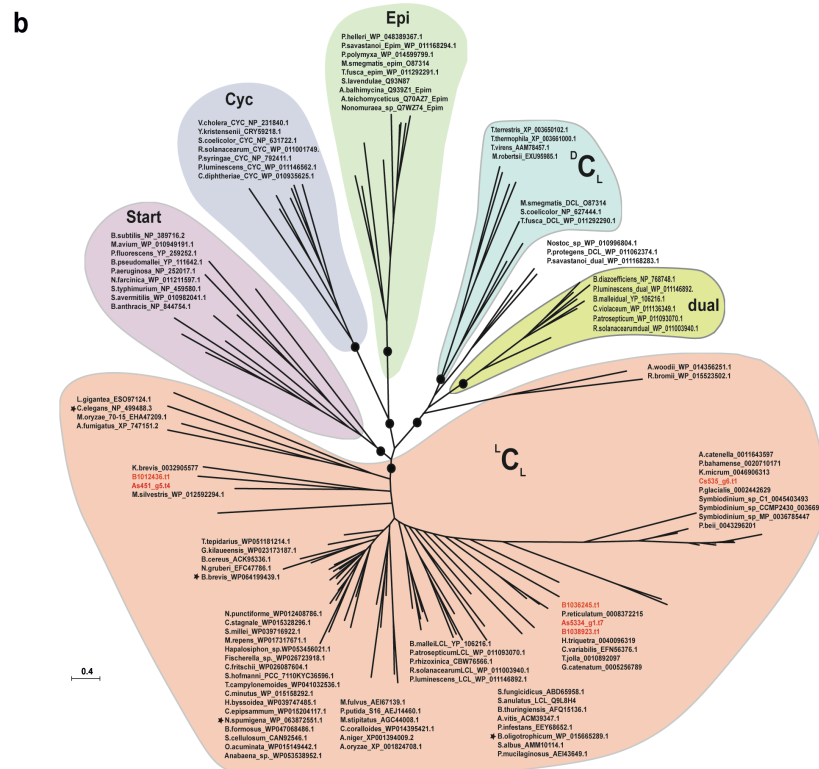 b
Epi
P.helleri_WP_048389367.1
P.savastanoi_Epim_WP_011168294.1
P.polymyxa_WP_014599799.1
M.smegmatis_epim_O87314
T.fusca_epim_WP_011292291.1
S.lavendulae_Q93N87
A.balhimycina_Q939Z1_Epim
A.teichomyceticus_Q70AZ7_Epim
Nonomuraea_sp_Q7WZ74_Epim
Cyc
V.cholera_CYC_NP_231840.1
Y.kristensenii_CRY59218.1
S.coelicolor_CYC_NP_631722.1
R.solanacearum_CYC_WP_011001749.
P.syringae_CYC_NP_792411.1
P.luminescens_CYC_WP_011146562.1
C.diphtheriae_CYC_WP_010935625.1
T.terrestris_XP_003650102.1
T.thermophila_XP_003661000.1
T.virens_AAM78457.1
M.robertsii_EXU95985.1
D C L
M.smegmatis_DCL_O87314
S.coelicolor_NP_627444.1
T.fusca_DCL_WP_011292290.1
Start
B.subtilis_NP_389716.2
M.avium_WP_010949191.1
P.fluorescens_YP_259252.1
B.pseudomallei_YP_111642.1
P.aeruginosa_NP_252017.1
N.farcinica_WP_011211597.1
S.typhimurium_NP_459580.1
S.avermitilis_WP_010982041.1
B.anthracis_NP_844754.1
Nostoc_sp_WP_010996804.1
P.protegens_DCL_WP_011062374.1
P.savastanoi_dual_WP_011168283.1
B.diazoefficiens_NP_768748.1
P.luminescens_dual_WP_011146892.
B.malleidual_YP_106216.1
C.violaceum_WP_011136349.1
P.atrosepticum_WP_011093070.1
R.solanacearumdual_WP_011003940.1
dual
A.woodii_WP_014356251.1
R.bromii_WP_015523502.1
L.gigantea_ESO97124.1
★C.elegans_NP_499488.3
M.oryzae_70-15_EHA47209.1
A.fumigatus_XP_747151.2
L C L
K.brevis_0032905577
B1012436.t1
As451_g5.t4
M.silvestris_WP_012592294.1
A.catenella_0011643597
P.bahamense_0020710171
K.micrum_0046906313
Cs535_g6.t1
P.glacialis_0002442629
Symbiodinium_sp_C1_0045403493
Symbiodinium_sp_CCMP2430_003669
Symbiodinium_sp_MP_0036785447
P.beii_0043296201
T.tepidarius_WP051181214.1
G.kilaueensis_WP023173187.1
B.cereus_ACK95336.1
N.gruberi_EFC47786.1
★B.brevis_WP064199439.1
B1036245.t1
P.reticulatum_0008372215
As5334_g1.t7
B1038923.t1
H.triquetra_0040096319
C.variabilis_EFN56376.1
T.jolla_0010892097
G.catenatum_0005256789
N.punctiforme_WP012408786.1
C.stagnale_WP015328296.1
S.millei_WP039716922.1
M.repens_WP017317671.1
Hapalosiphon_sp_WP053456021.1
Fischerella_sp._WP026723918.1
C.fritschii_WP026087604.1
S.hofmanni_PCC_7110KYC36596.1
T.campylonemoides_WP041032536.1
C.minutus_WP_015158292.1
H.byssoidea_WP039747485.1
C.epipsammum_WP015204117.1
★N.spumigena_WP_063872551.1
B.formosus_WP047068486.1
S.cellulosum_CAN92546.1
O.acuminata_WP015149442.1
Anabaena_sp_WP053538952.1
B.malleiLCL_YP_106216.1
P.atrosepticumLCL_WP_011093070.1
P.rhizoxinica_CBW76566.1
R.solanacearumLCL_WP_011003940.1
P.luminescens_LCL_WP_011146892.1
M.fulvus_AEI67139.1
P.putida_S16_AEJ14460.1
M.stipitatus_AGC44008.1
C.coralloides_WP014395421.1
A.niger_XP001394009.2
A.oryzae_XP_001824708.1
S.fungicidicus_ABD65958.1
S.anulatus_LCL_Q9L8H4
B.thuringiensis_AFQ15136.1
A.vitis_ACM39347.1
P.infestans_EEY68652.1
★B.oligotrophicum_WP_015665289.1
S.albus_AMM10114.1
P.mucilaginosus_AEI43649.1
0.4